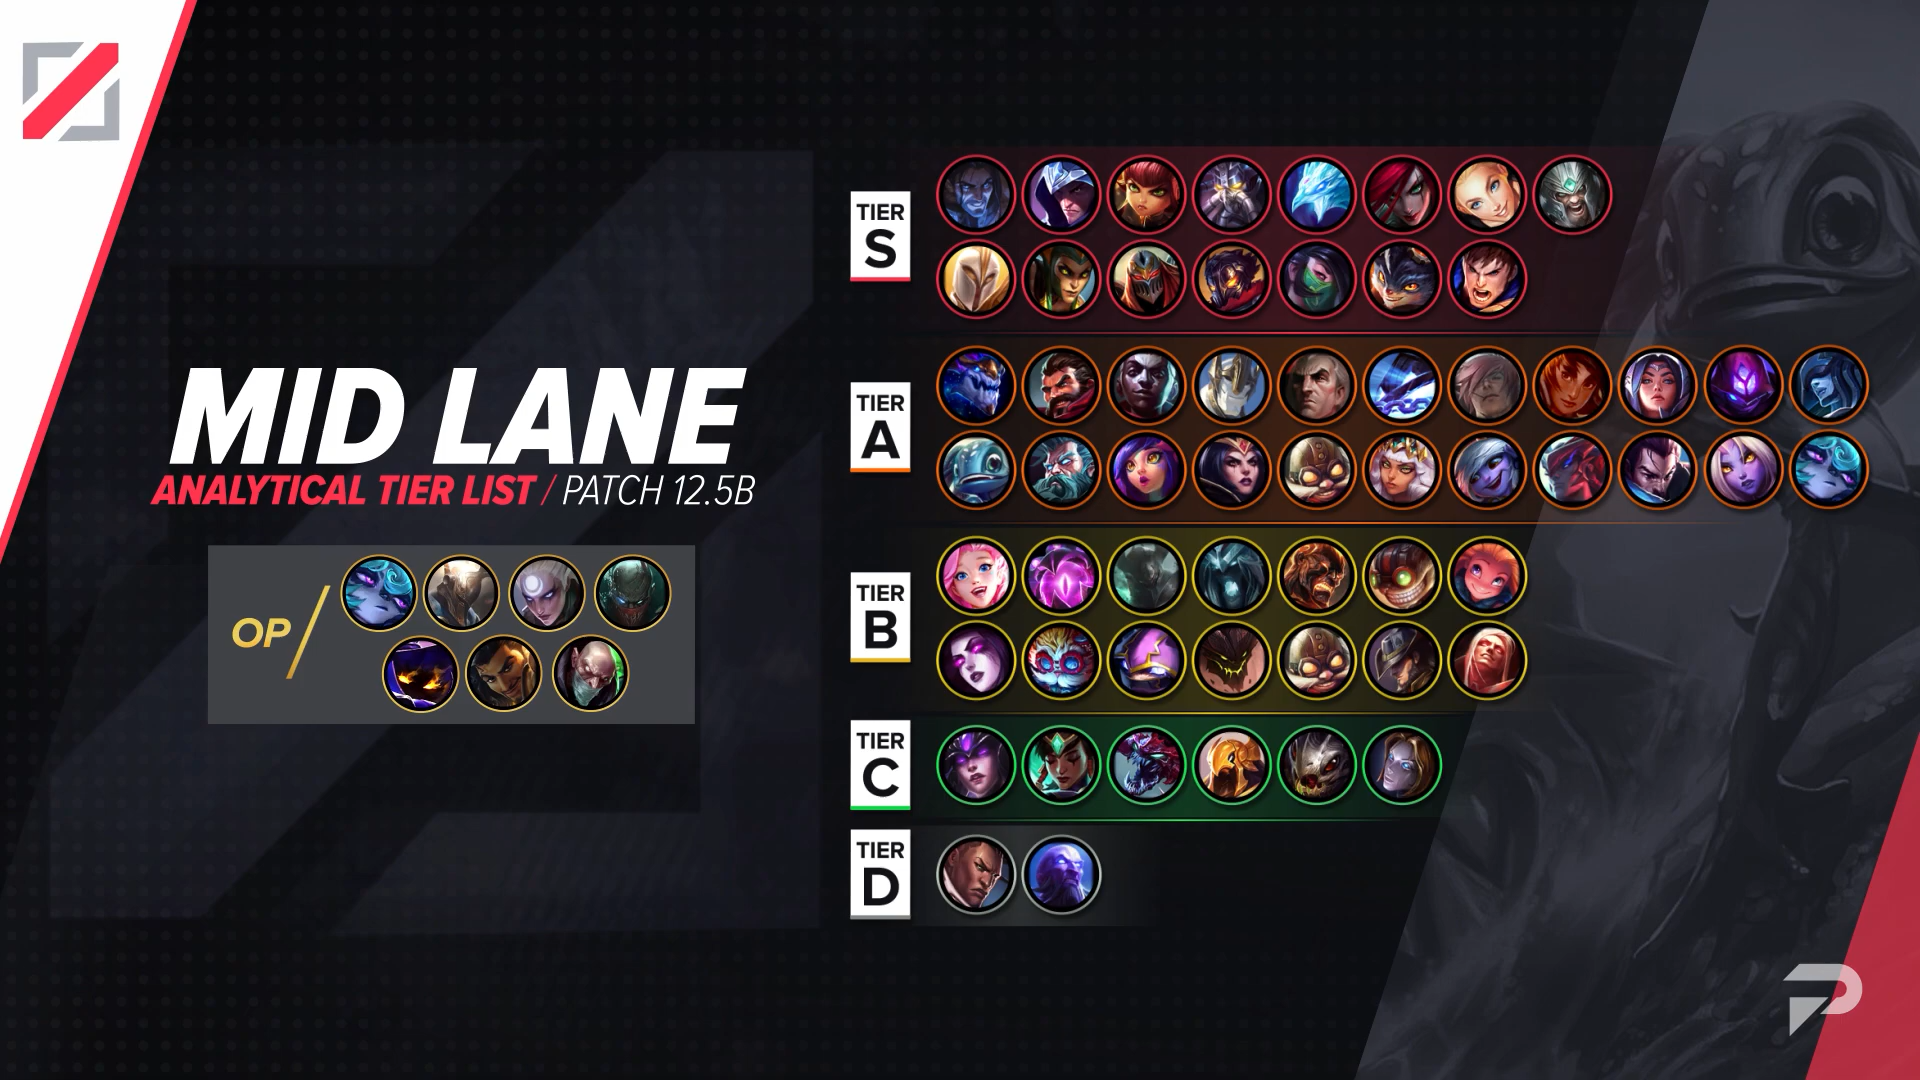 MID LANE
ANALYTICAL TIER LIST / PATCH 12.5B
OP/
TIER
S
TIER
A
TIER
B
TIER
C
TIER
D